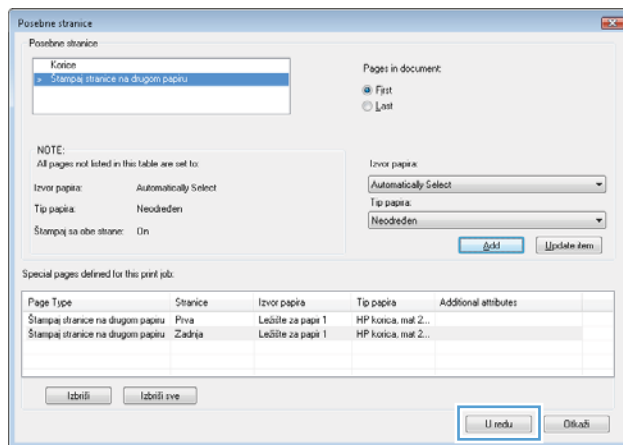 Posebne stranice
Posebne stranice
Korice
» Štampaj stranice na drugom papiru
Pages in document:
First
Last
NOTE:
All pages not listed in this table are set to:
Izvor papira: Automatically Select
Tip papira: Neodređen
Štampaj sa obe strane: On
Izvor papira:
Automatically Select
Tip papira:
Neodređen
Add Update item
Special pages defined for this print job:
Page Type Stranice Izvor papira Tip papira Additional attributes
Štampaj stranice na drugom papiru Prva Ležište za papir 1 HP korica, mat 2...
Štampaj stranice na drugom papiru Zadnja Ležište za papir 1 HP korica, mat 2...
Izbriši Izbriši sve
U redu Otkaži